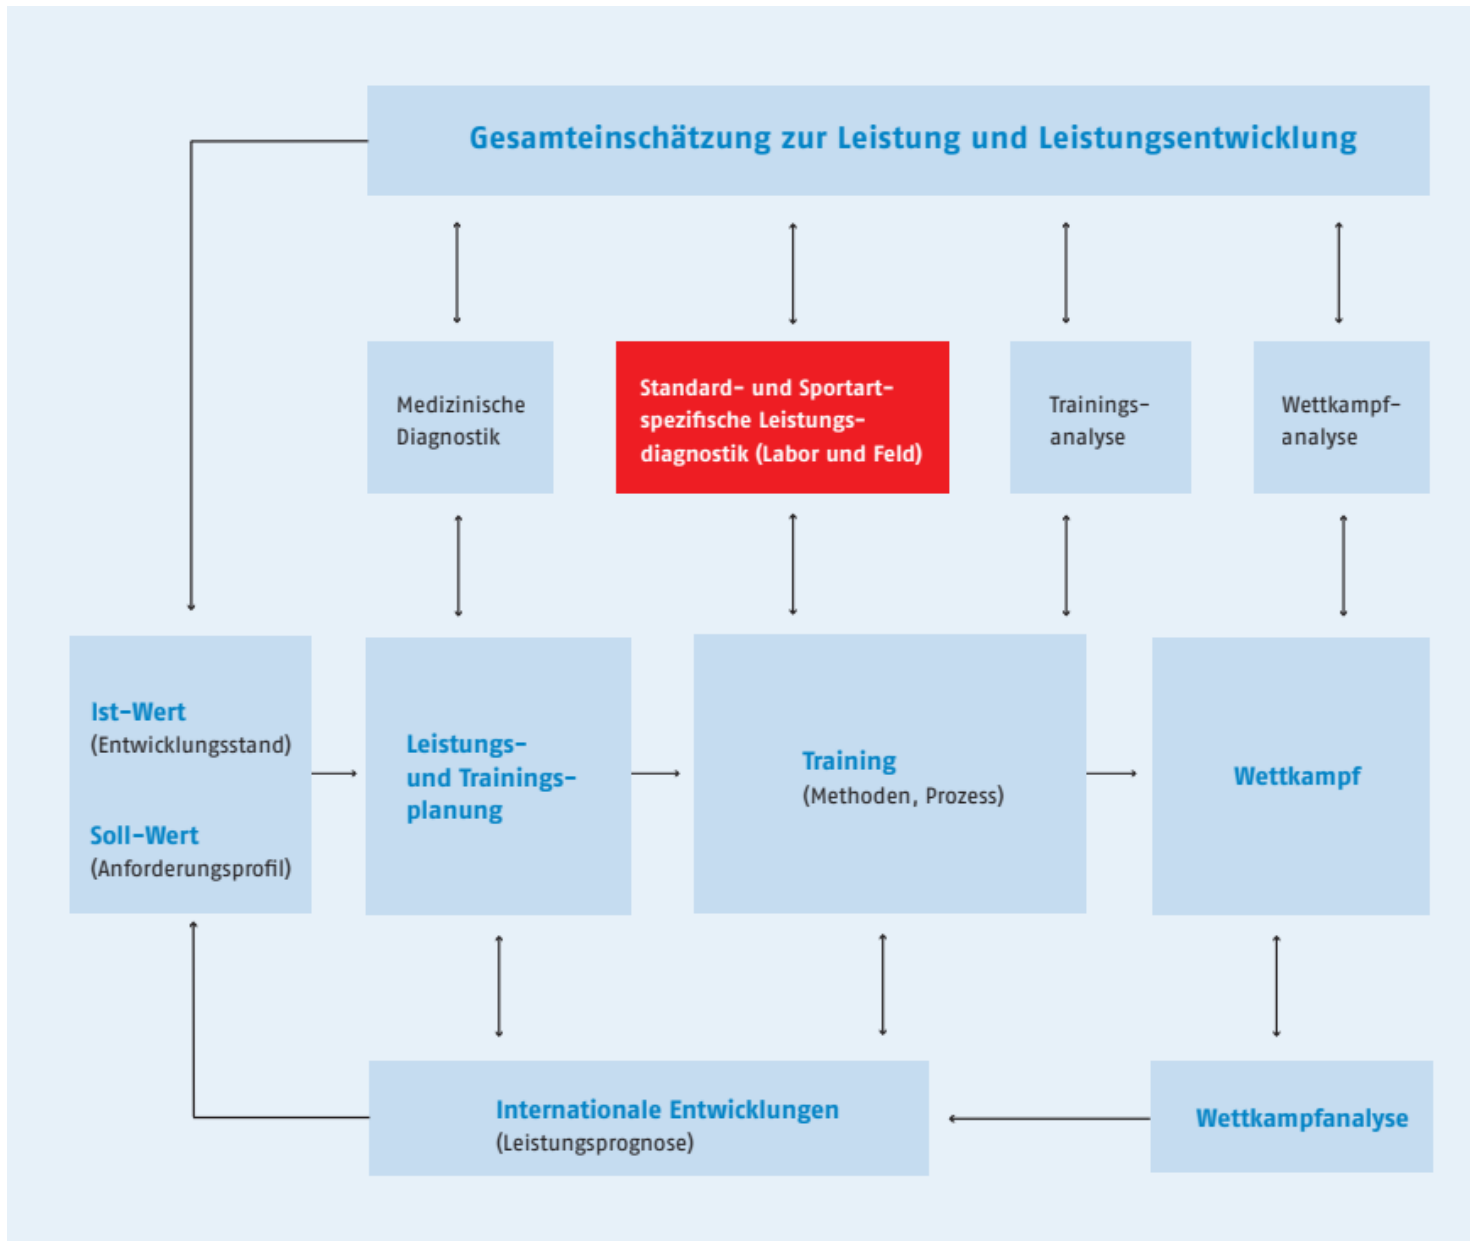 Gesamteinschätzung zur Leistung und Leistungsentwicklung
Medizinische
Diagnostik
Standard- und Sportart-
spezifische Leistungs-
diagnostik (Labor und Feld)
Trainings-
analyse
Wettkampf-
analyse
Ist-Wert
(Entwicklungsstand)
Soll-Wert
(Anforderungsprofil)
Leistungs-
und Trainings-
planung
Training
(Methoden, Prozess)
Wettkampf
Internationale Entwicklungen
(Leistungsprognose)
Wettkampfanalyse